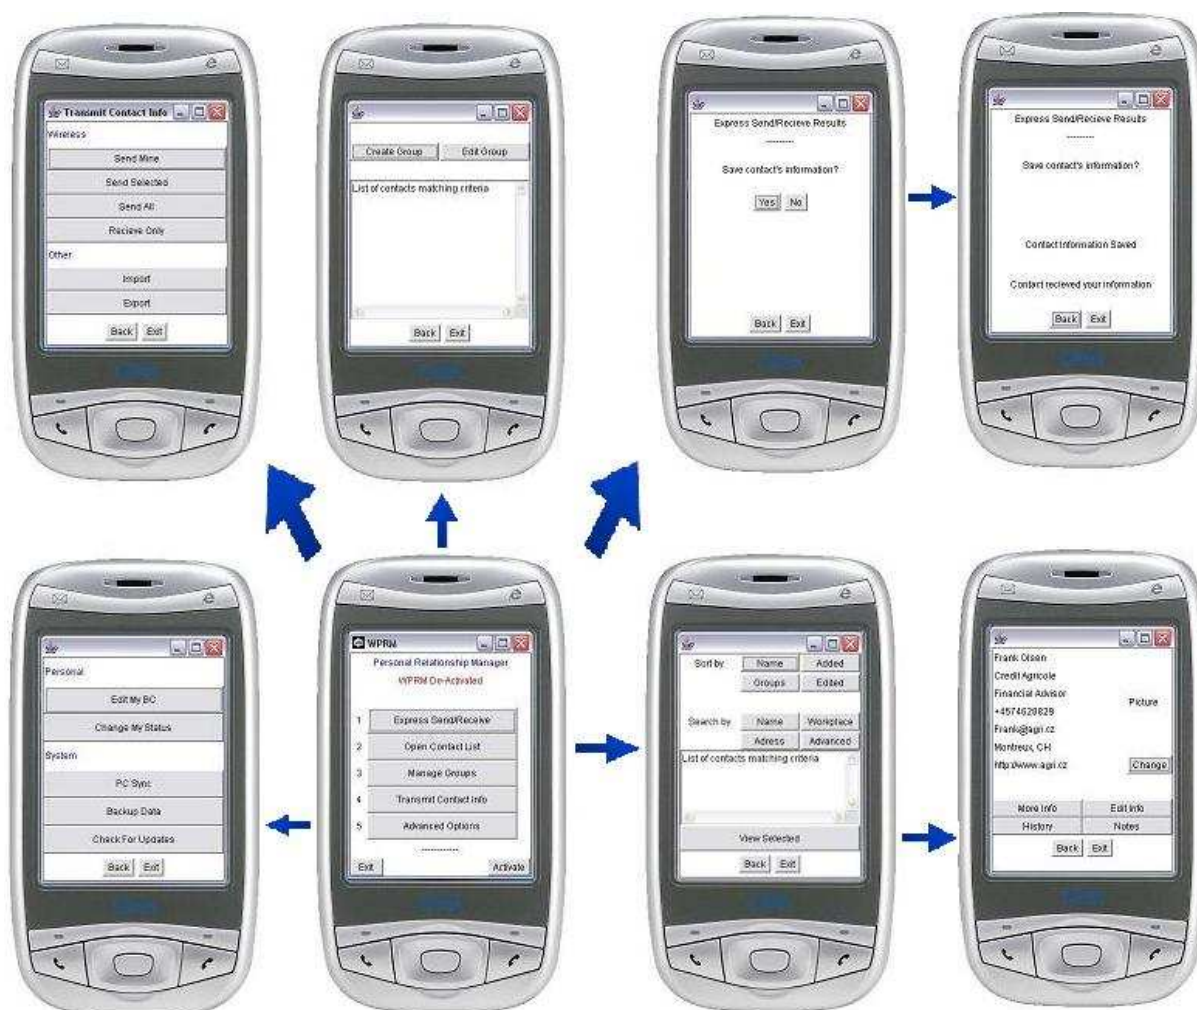 Transmit Contact Info
Wireless
Send Mine
Send Selected
Send All
Recieve Only
Other
Import
Export
Back Exit
Create Group Edit Group
List of contacts matching criteria
Back Exit
Express Send/Recieve Results
----------
Save contact's information?
Yes No
Back Exit
Express Send/Recieve Results
----------
Save contact's information?
Contact Information Saved
Contact recieved your information
Back Exit
Personal
Edit My BC
Change My Status
System
PC Sync
Backup Data
Check For Updates
Back Exit
WPRM
Personal Relationship Manager
WPRM De-Activated
1 Express Send/Receive
2 Open Contact List
3 Manage Groups
4 Transmit Contact Info
5 Advanced Options
------------
Exit Activate
Sort by Name Added
Groups Edited
Search by Name Workplace
Adress Advanced
List of contacts matching criteria
View Selected
Back Exit
Frank Olsen
Credit Agricole
Financial Advisor
+4574620829
Picture
Frank@agri.cz
Montreux, CH
http://www.agri.cz Change
More Info Edit Info
History Notes
Back Exit